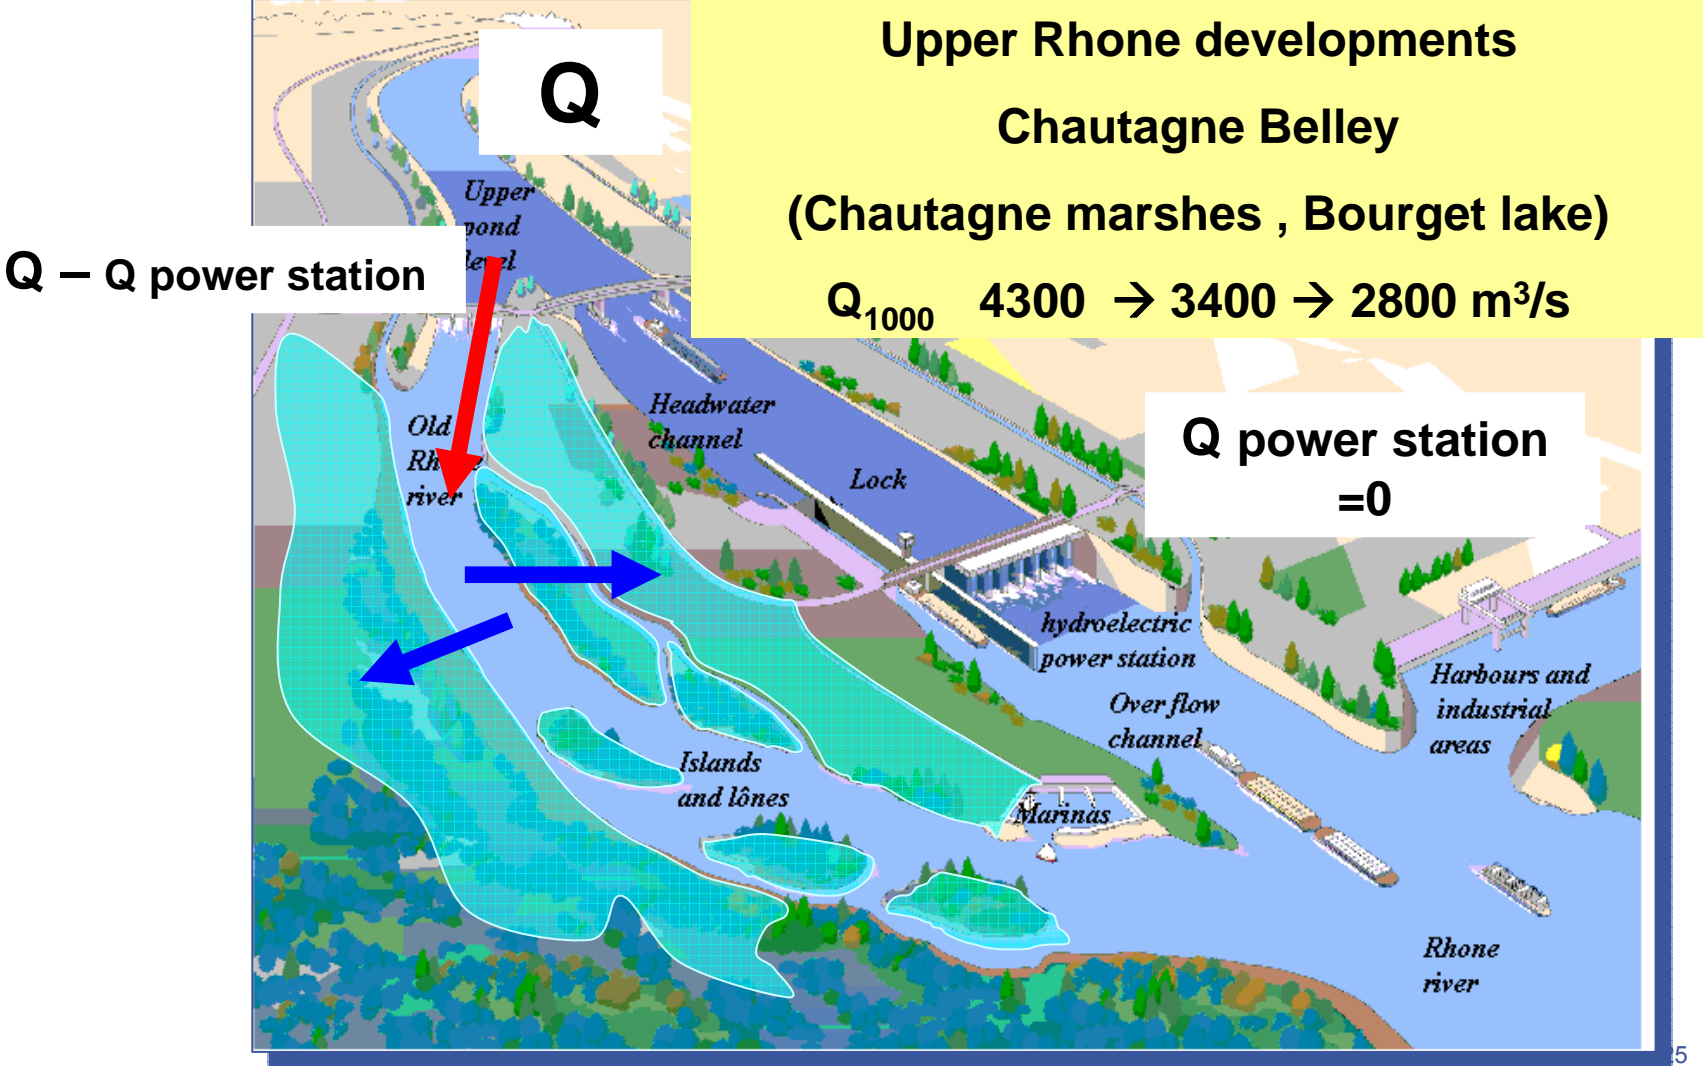 Q
Upper Rhone developments
Chautagne Belley
(Chautagne marshes , Bourget lake)
Q1000 4300 → 3400 → 2800 m³/s
Upper
pond
level
Q – Q power station
Q power station
=0
Headwater
channel
Lock
Old
Rhone
river
hydroelectric
power station
Over flow
channel
Harbours and
industrial
areas
Islands
and lônes
Marinas
Rhone
river
25